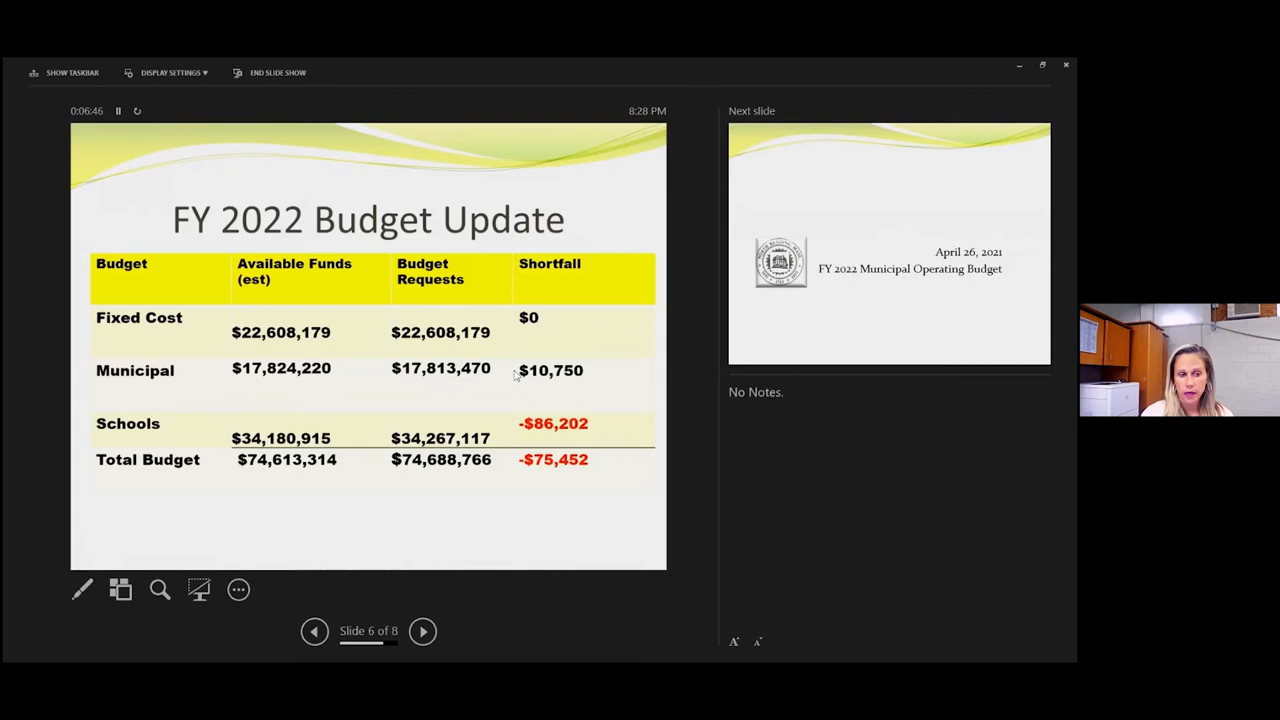 SHOW TASKBAR DISPLAY SETTINGS ▾ END SLIDE SHOW
0:06:46 8:28 PM
FY 2022 Budget Update
Budget Available Funds (est) Budget Requests Shortfall
Fixed Cost $22,608,179 $22,608,179 $0
Municipal $17,824,220 $17,813,470 $10,750
Schools $34,180,915 $34,267,117 -$86,202
Total Budget $74,613,314 $74,688,766 -$75,452
Slide 6 of 8
Next slide
April 26, 2021
FY 2022 Municipal Operating Budget
No Notes.
A A